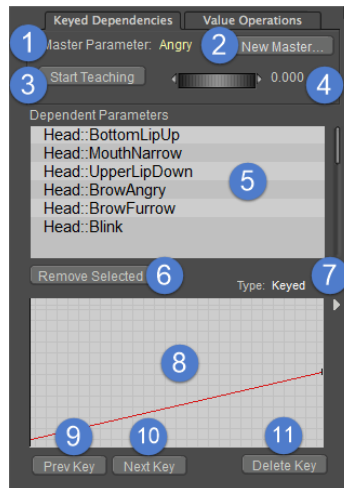 Keyed Dependencies Value Operations
1 Master Parameter: Angry 2 New Master...
3 Start Teaching 0.000 4
Dependent Parameters
Head::BottomLipUp
Head::MouthNarrow
Head::UpperLipDown
Head::BrowAngry
Head::BrowFurrow
Head::Blink
5
Remove Selected 6 Type: Keyed 7
8
9 10 11
Prev Key Next Key Delete Key